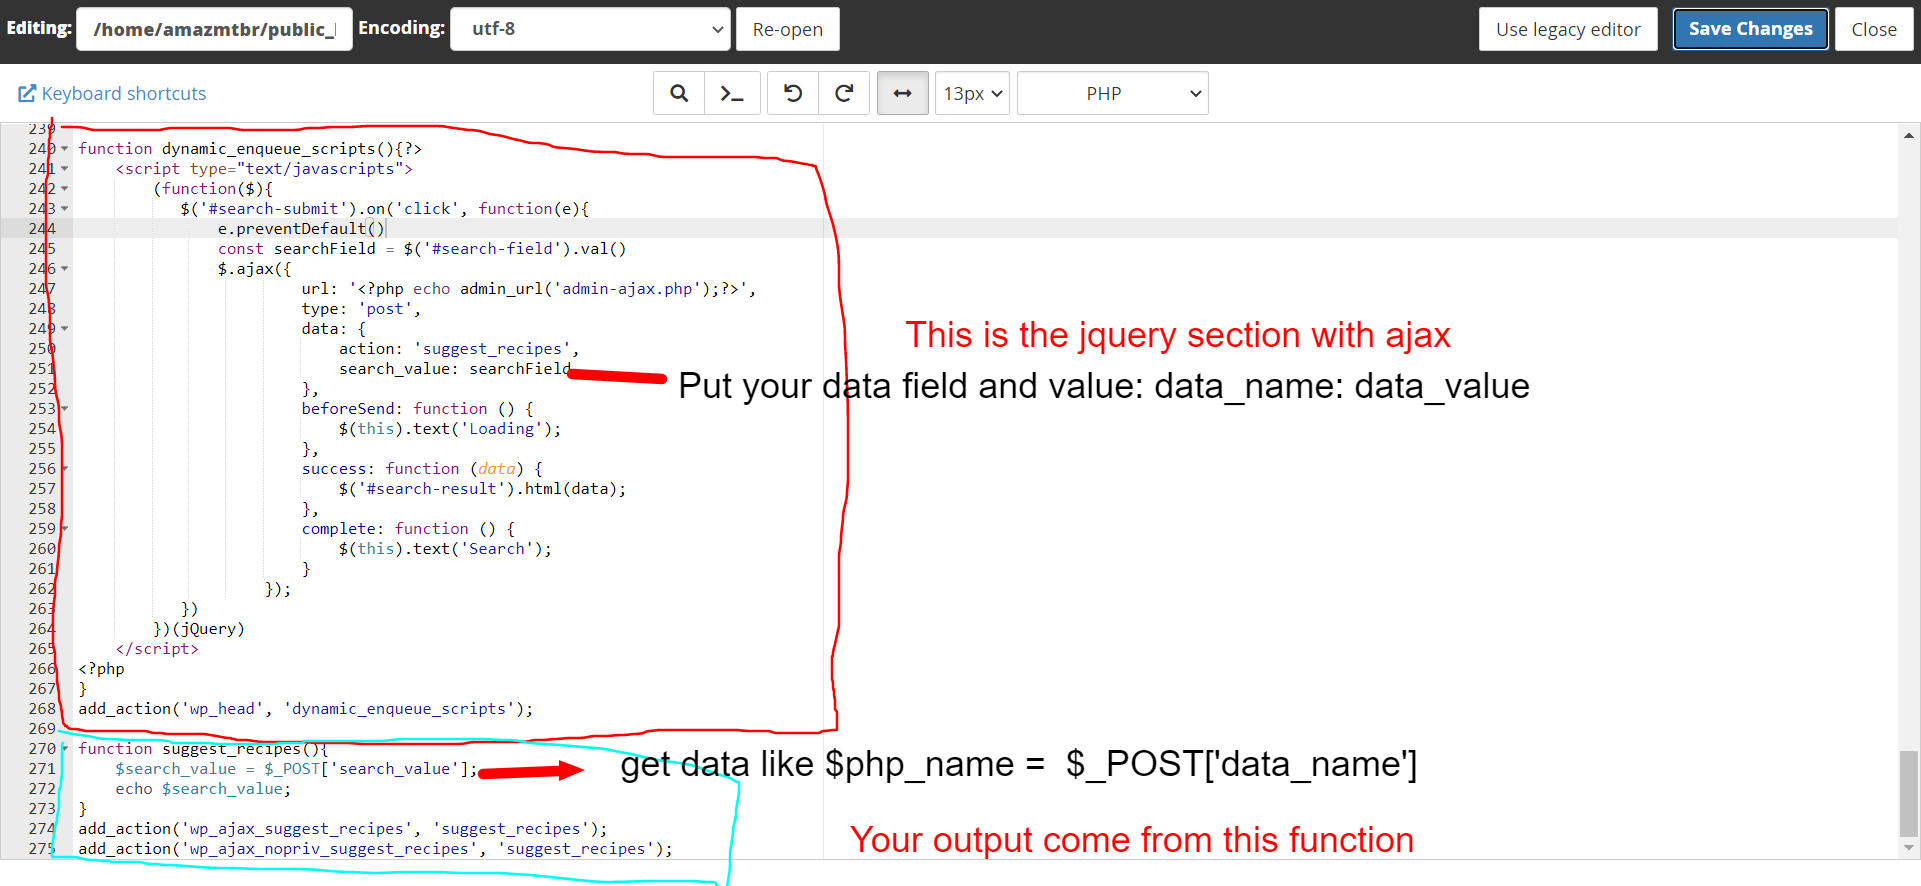 Editing: /home/amazmtbr/public_ Encoding: utf-8 Re-open Use legacy editor Save Changes Close
Keyboard shortcuts 13px PHP
239
240 function dynamic_enqueue_scripts(){?>
241 <script type="text/javascripts">
242 (function($){
243 $('#search-submit').on('click', function(e){
244 e.preventDefault()
245 const searchField = $('#search-field').val()
246 $.ajax({
247 url: '<?php echo admin_url('admin-ajax.php');?>',
248 type: 'post',
249 data: {
This is the jquery section with ajax
250 action: 'suggest_recipes',
251 search_value: searchField
Put your data field and value: data_name: data_value
252 },
253 beforeSend: function () {
254 $(this).text('Loading');
255 },
256 success: function (data) {
257 $('#search-result').html(data);
258 },
259 complete: function () {
260 $(this).text('Search');
261 }
262 });
263 })
264 })(jQuery)
265 </script>
266 <?php
267 }
268 add_action('wp_head', 'dynamic_enqueue_scripts');
269
270 function suggest_recipes(){
271 $search_value = $_POST['search_value'];
get data like $php_name = $_POST['data_name']
272 echo $search_value;
273 }
274 add_action('wp_ajax_suggest_recipes', 'suggest_recipes');
Your output come from this function
275 add_action('wp_ajax_nopriv_suggest_recipes', 'suggest_recipes');